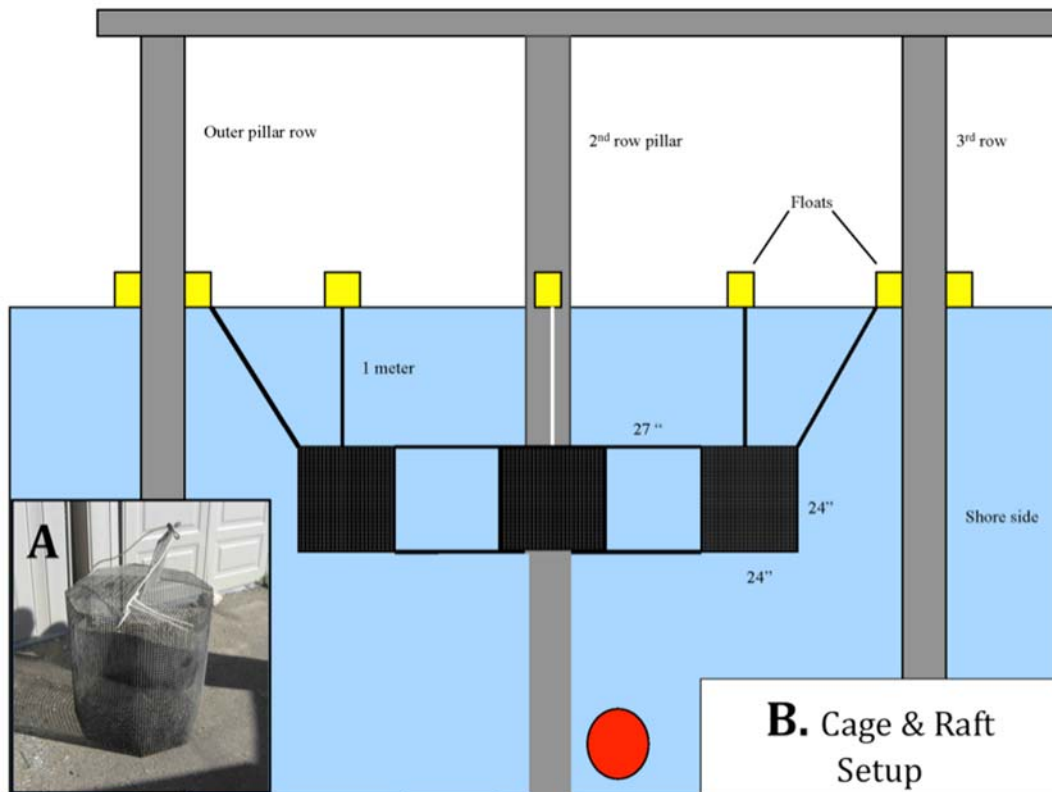 Outer pillar row
2nd row pillar
3rd row
Floats
1 meter
27 “
24”
Shore side
24”
A
B. Cage & Raft
Setup